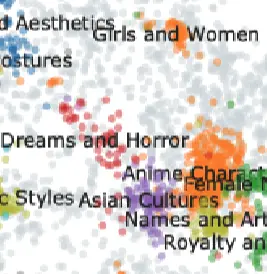 d Aesthetics
Girls and Women
ostures
Dreams and Horror
Anime Charact
Female N
c Styles
Asian Cultures
Names and Art
Royalty an